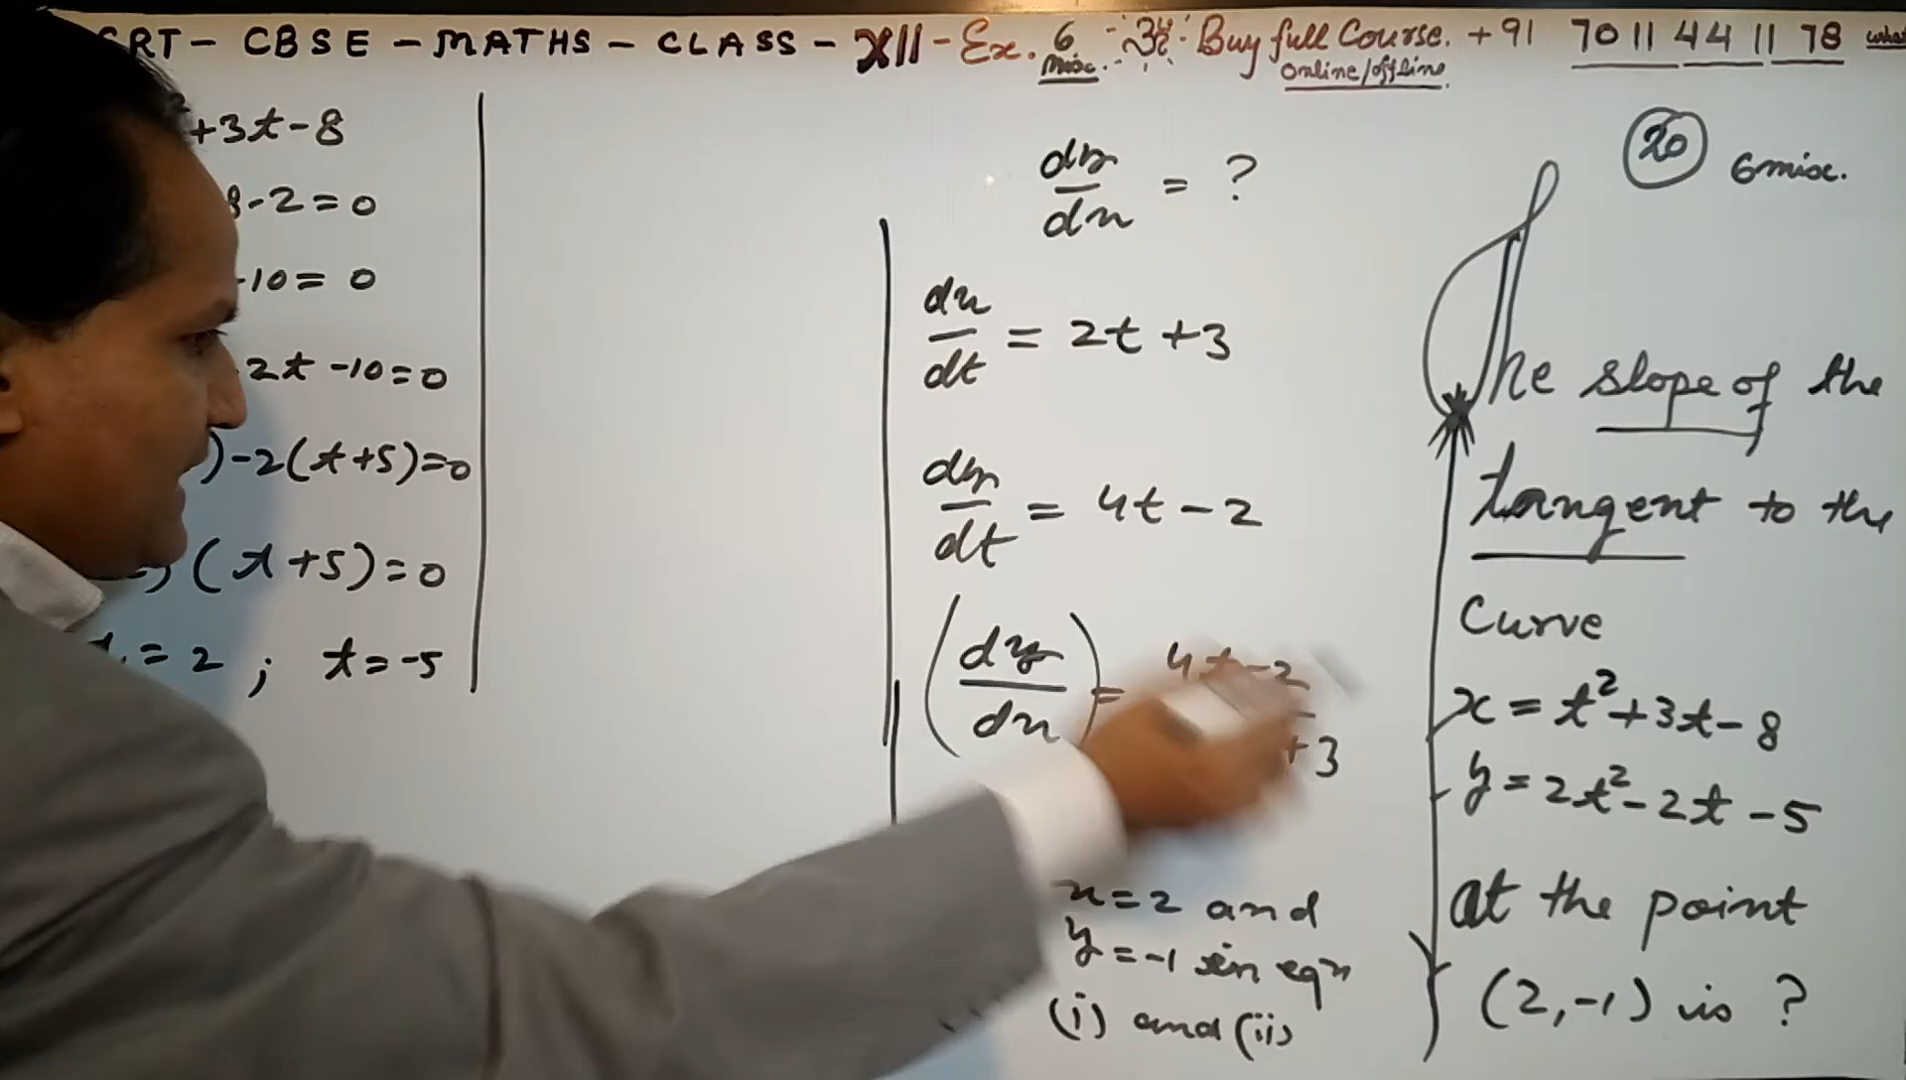 CRT - CBSE - MATHS - CLASS - XII - Ex. 6 Misc. Buy full Course. +91 70 11 44 11 78
Online/offline
+3t-8
8-2=0
-10=0
2t-10=0
)-2(t+5)=0
(t+5)=0
t=2 ; t=-5
dy/dx = ?
dx/dt = 2t+3
dy/dt = 4t-2
(dy/dx) = 4t-2
+3
x=2 and
y=-1 in eqn
(i) and (ii)
20 6 misc.
The slope of the
tangent to the
Curve
x=t²+3t-8
y=2t²-2t-5
at the point
(2,-1) is ?